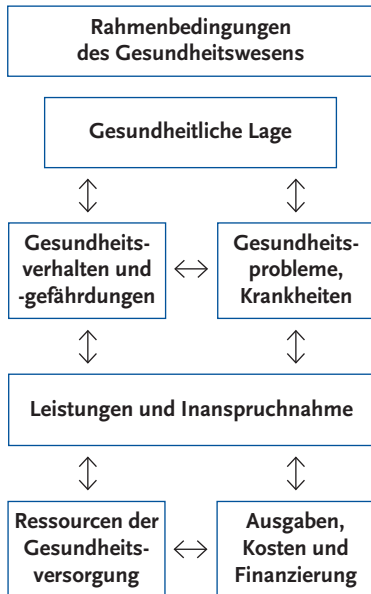 Rahmenbedingungen
des Gesundheitswesens
Gesundheitliche Lage
Gesundheits-
verhalten und
-gefährdungen
Gesundheits-
probleme,
Krankheiten
Leistungen und Inanspruchnahme
Ressourcen der
Gesundheits-
versorgung
Ausgaben,
Kosten und
Finanzierung